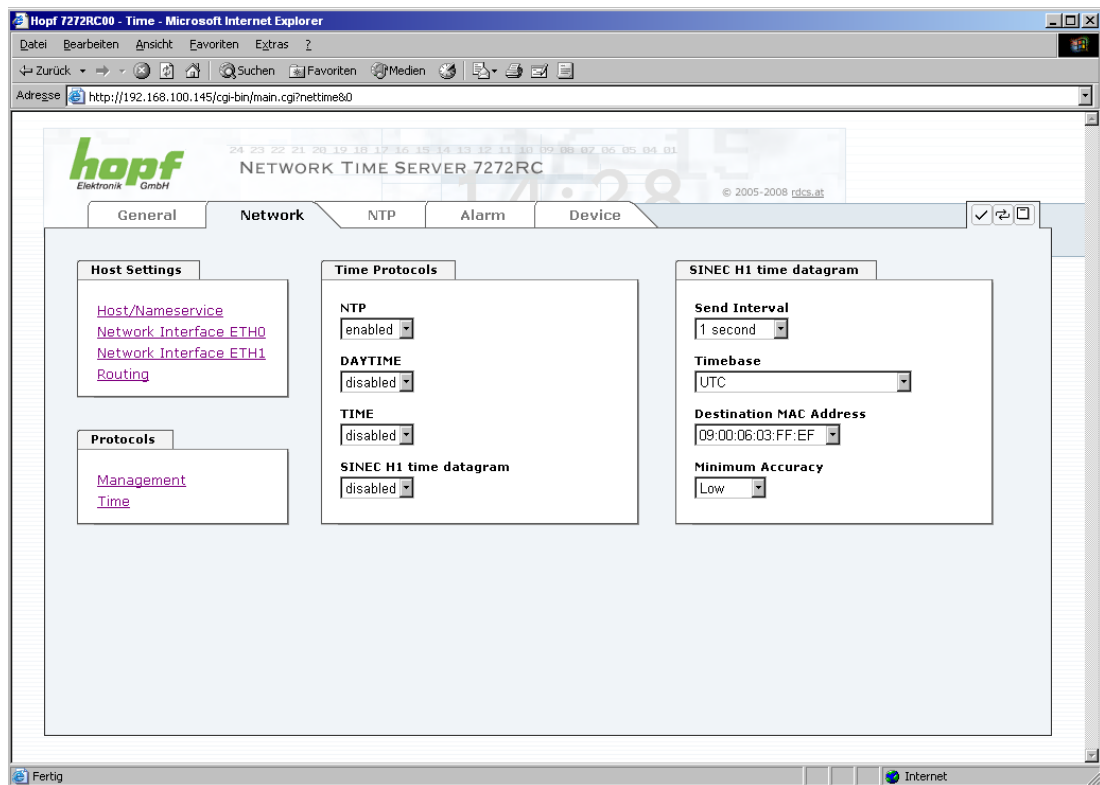 Hopf 7272RC00 - Time - Microsoft Internet Explorer
Datei Bearbeiten Ansicht Favoriten Extras ?
Zurück Suchen Favoriten Medien
Adresse http://192.168.100.145/cgi-bin/main.cgi?nettime&0
hopf
Elektronik GmbH
24 23 22 21 20 19 18 17 16 15 14 13 12 11 10 09 08 07 06 05 04 01
NETWORK TIME SERVER 7272RC
16 15
14:28
© 2005-2008 rdcs.at
General Network NTP Alarm Device
Host Settings
Host/Nameservice
Network Interface ETH0
Network Interface ETH1
Routing
Protocols
Management
Time
Time Protocols
NTP
enabled
DAYTIME
disabled
TIME
disabled
SINEC H1 time datagram
disabled
SINEC H1 time datagram
Send Interval
1 second
Timebase
UTC
Destination MAC Address
09:00:06:03:FF:EF
Minimum Accuracy
Low
Fertig
Internet